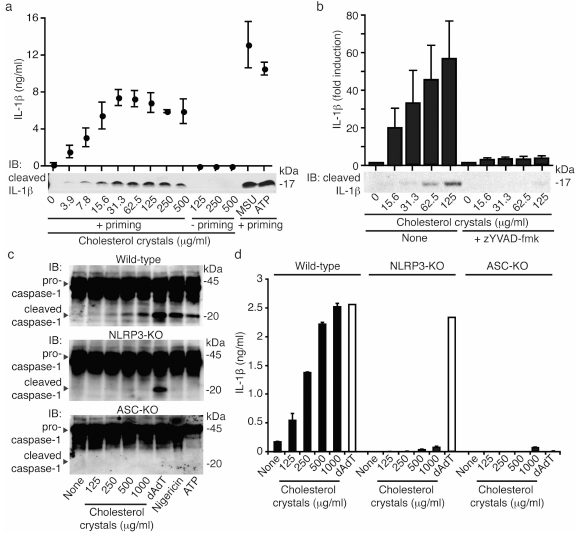 a
IL-1β (ng/ml)
16
12
8
4
0
IB:
cleaved
IL-1β
kDa
-17
0 3.9 7.8 15.6 31.3 62.5 125 250 500 125 250 500 MSU ATP
+ priming - priming + priming
Cholesterol crystals (μg/ml)
b
IL-1β (fold induction)
80
60
40
20
0
IB: cleaved
IL-1β
kDa
-17
0 15.6 31.3 62.5 125 0 15.6 31.3 62.5 125
Cholesterol crystals (μg/ml)
None + zYVAD-fmk
c
Wild-type
IB:
pro-
caspase-1
cleaved
caspase-1
kDa
-45
-20
NLRP3-KO
IB:
pro-
caspase-1
cleaved
caspase-1
kDa
-45
-20
ASC-KO
IB:
pro-
caspase-1
cleaved
caspase-1
kDa
-45
-20
None 125 250 500 1000 dAdT Nigericin ATP
Cholesterol
crystals (μg/ml)
d
Wild-type NLRP3-KO ASC-KO
IL-1β (ng/ml)
3.0
2.5
2.0
1.5
1.0
0.5
0
None 125 250 500 1000 dAdT None 125 250 500 1000 dAdT None 125 250 500 1000 dAdT
Cholesterol Cholesterol Cholesterol
crystals (μg/ml) crystals (μg/ml) crystals (μg/ml)